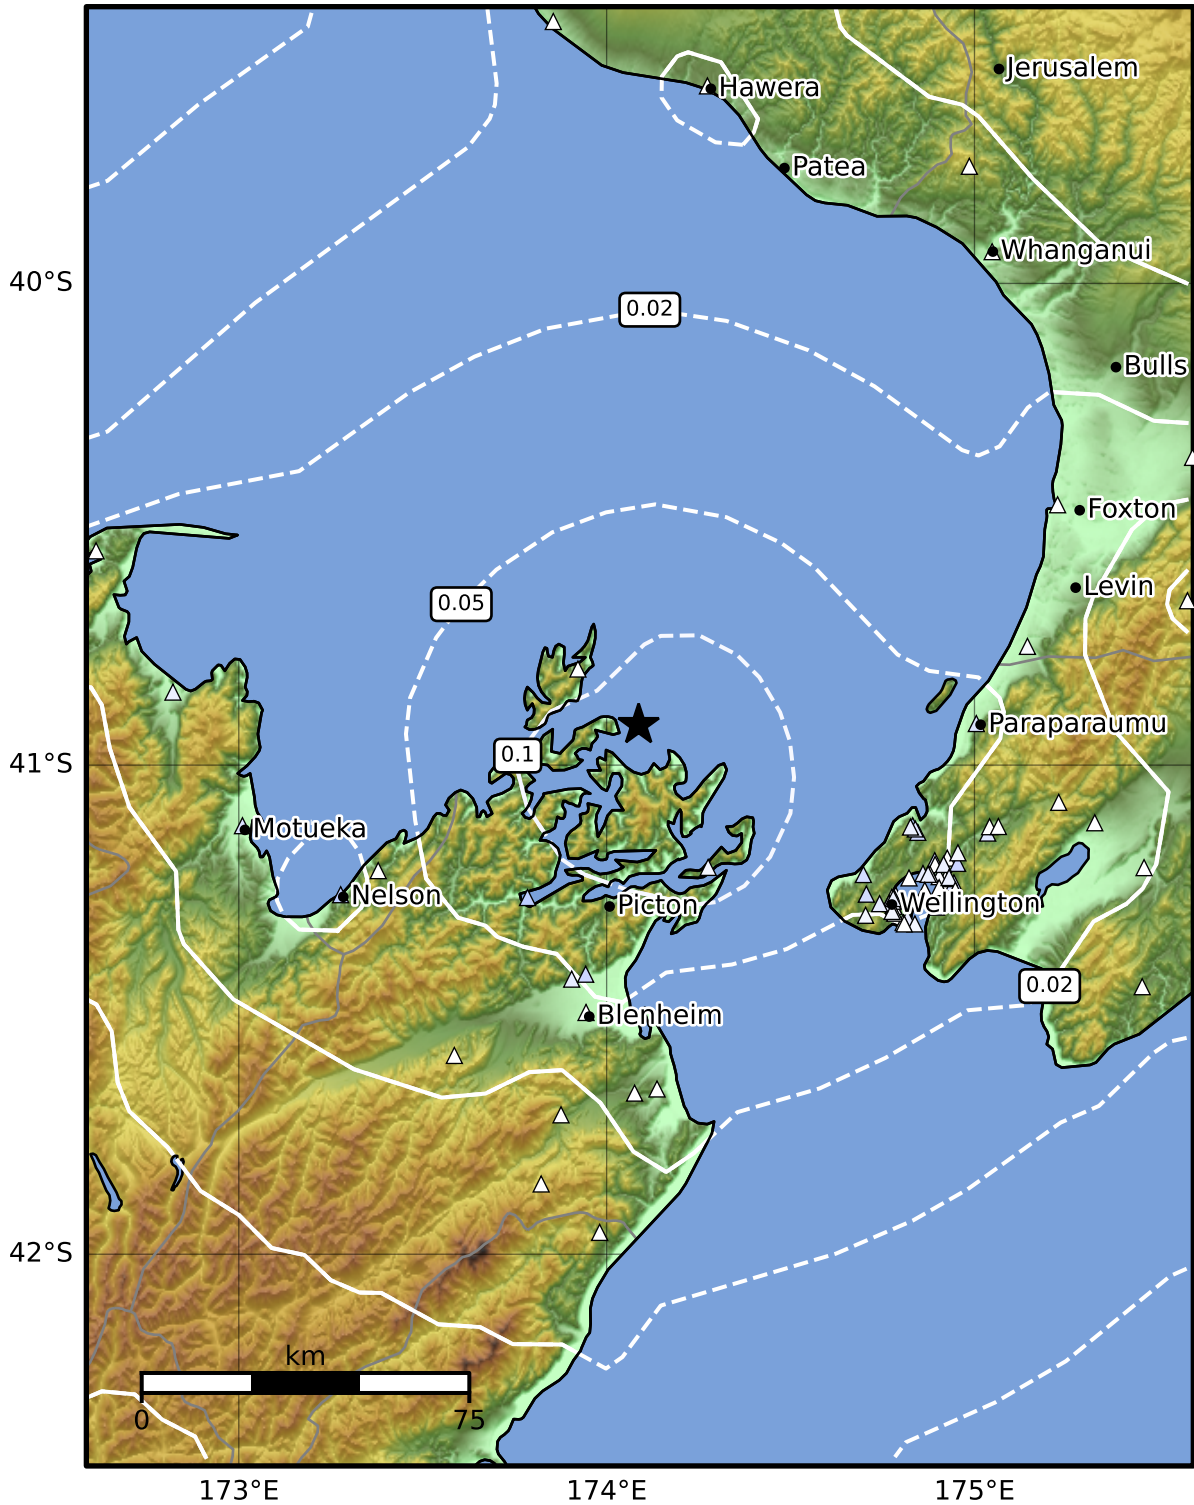 Jerusalem
Hawera
Patea
Whanganui
40°S
0.02
Bulls
Foxton
Levin
0.05
Paraparaumu
0.1
41°S
Motueka
Nelson
Wellington
Picton
0.02
Blenheim
42°S
km
0 75
173°E 174°E 175°E